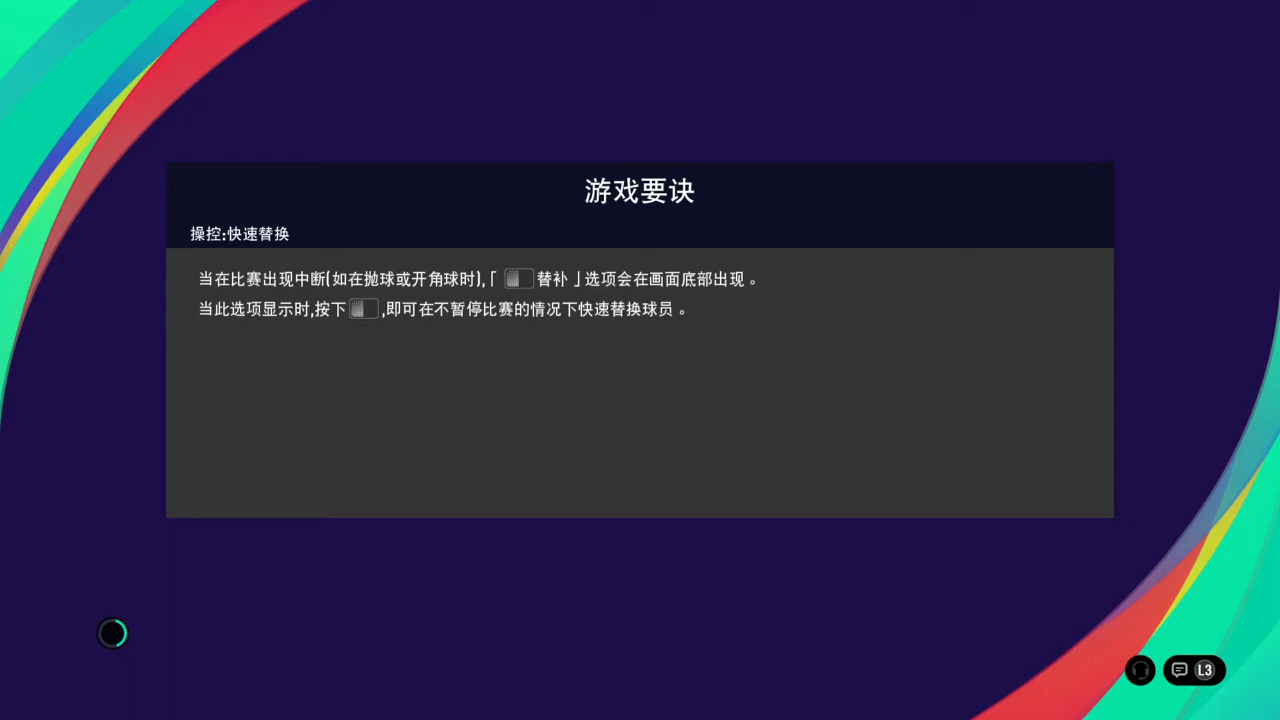 游戏要诀
操控:快速替换
当在比赛出现中断(如在抛球或开角球时),「 替补 」选项会在画面底部出现。
当此选项显示时,按下 ,即可在不暂停比赛的情况下快速替换球员。
L3